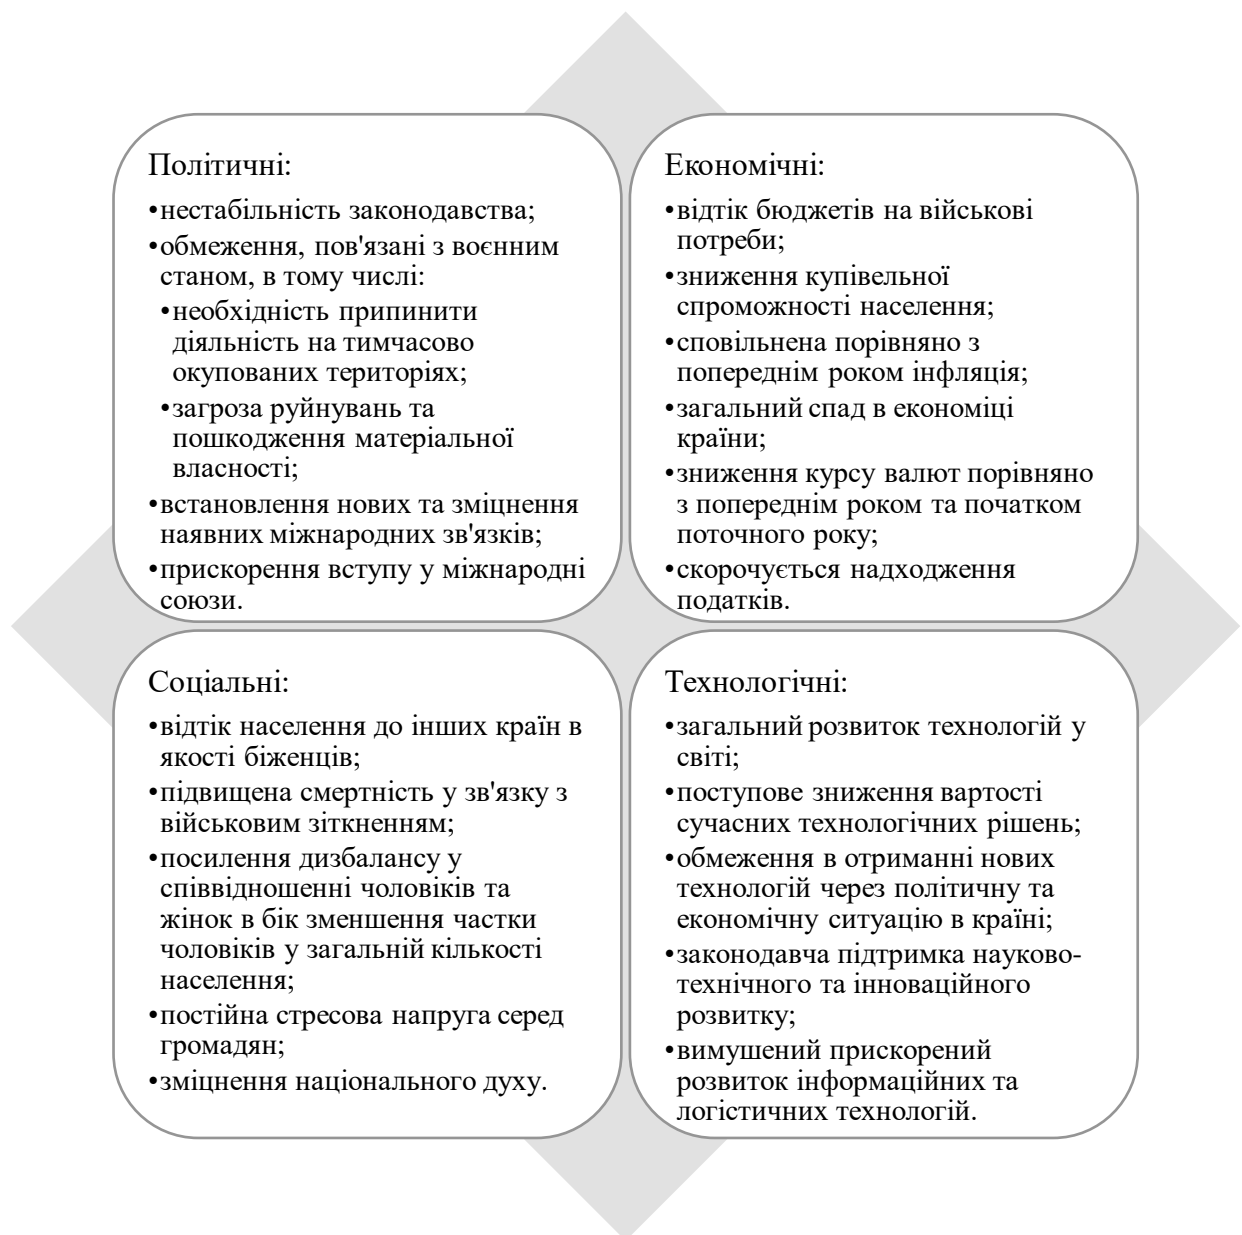 Політичні:
•нестабільність законодавства;
•обмеження, пов'язані з воєнним
станом, в тому числі:
•необхідність припинити
діяльність на тимчасово
окупованих територіях;
•загроза руйнувань та
пошкодження матеріальної
власності;
•встановлення нових та зміцнення
наявних міжнародних зв'язків;
•прискорення вступу у міжнародні
союзи.
Економічні:
•відтік бюджетів на військові
потреби;
•зниження купівельної
спроможності населення;
•сповільнена порівняно з
попереднім роком інфляція;
•загальний спад в економіці
країни;
•зниження курсу валют порівняно
з попереднім роком та початком
поточного року;
•скорочується надходження
податків.
Соціальні:
•відтік населення до інших країн в
якості біженців;
•підвищена смертність у зв'язку з
військовим зіткненням;
•посилення дизбалансу у
співвідношенні чоловіків та
жінок в бік зменшення частки
чоловіків у загальній кількості
населення;
•постійна стресова напруга серед
громадян;
•зміцнення національного духу.
Технологічні:
•загальний розвиток технологій у
світі;
•поступове зниження вартості
сучасних технологічних рішень;
•обмеження в отриманні нових
технологій через політичну та
економічну ситуацію в країні;
•законодавча підтримка науково-
технічного та інноваційного
розвитку;
•вимушений прискорений
розвиток інформаційних та
логістичних технологій.